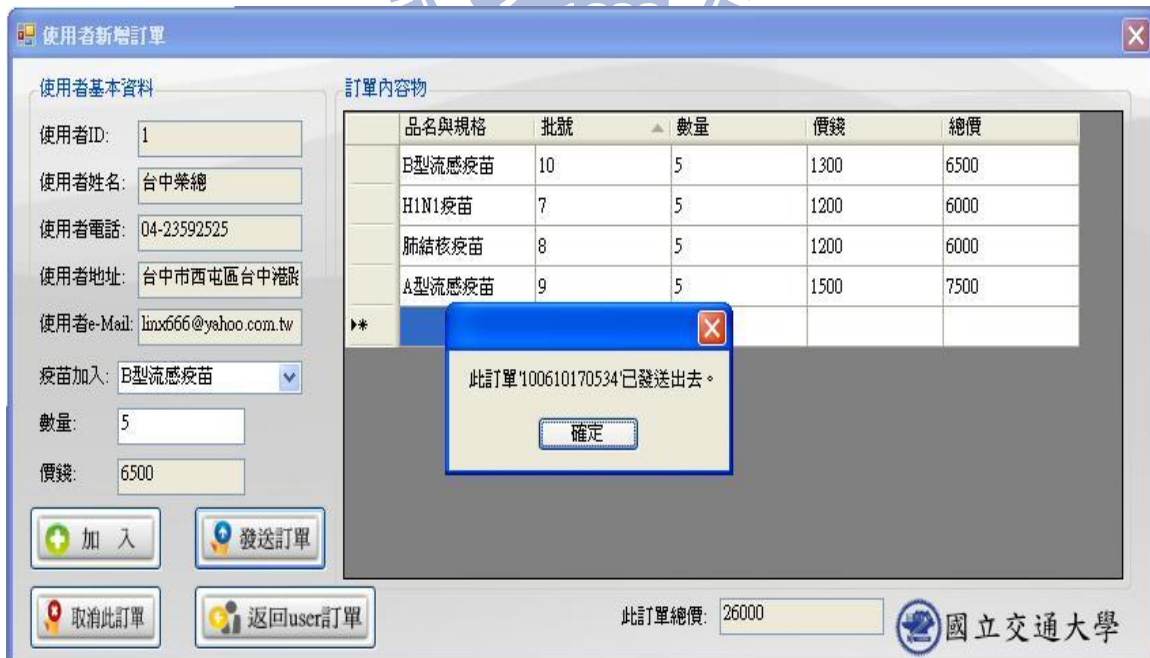 使用者新增訂單
使用者基本資料
使用者ID: 1
使用者姓名: 台中榮總
使用者電話: 04-23592525
使用者地址: 台中市西屯區台中港路
使用者e-Mail: linx666@yahoo.com.tw
疫苗加入: B型流感疫苗
數量: 5
價錢: 6500
加 入
發送訂單
取消此訂單
返回user訂單
訂單內容物
品名與規格 批號 數量 價錢 總價
B型流感疫苗 10 5 1300 6500
H1N1疫苗 7 5 1200 6000
肺結核疫苗 8 5 1200 6000
A型流感疫苗 9 5 1500 7500
此訂單'100610170534'已發送出去。
確定
此訂單總價: 26000
國立交通大學